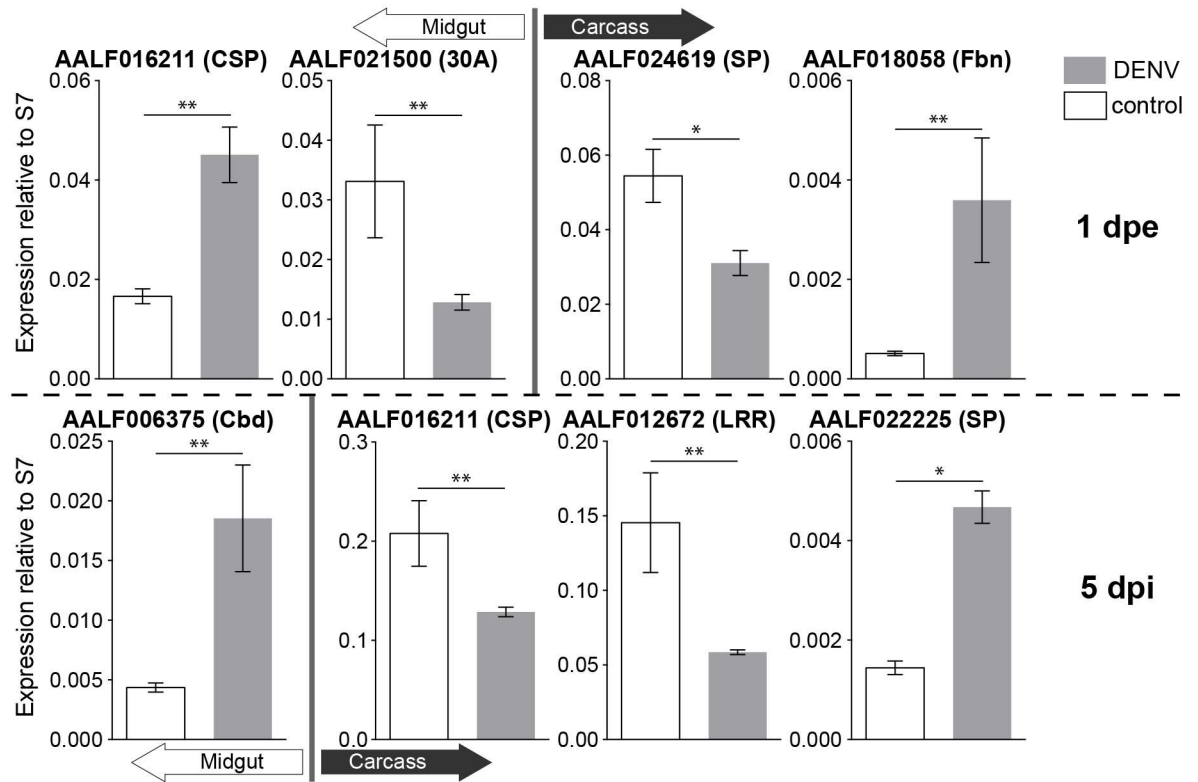 Midgut
Carcass
AALF016211 (CSP)
AALF021500 (30A)
AALF024619 (SP)
AALF018058 (Fbn)
DENV
control
Expression relative to S7
0.06
0.04
0.02
0.00
**
0.05
0.04
0.03
0.02
0.01
0.00
**
0.08
0.06
0.04
0.02
0.00
*
0.006
0.004
0.002
0.000
**
1 dpe
AALF006375 (Cbd)
AALF016211 (CSP)
AALF012672 (LRR)
AALF022225 (SP)
Expression relative to S7
0.025
0.020
0.015
0.010
0.005
0.000
**
0.3
0.2
0.1
0.0
**
0.20
0.15
0.10
0.05
0.00
**
0.006
0.004
0.002
0.000
*
5 dpi
Midgut
Carcass